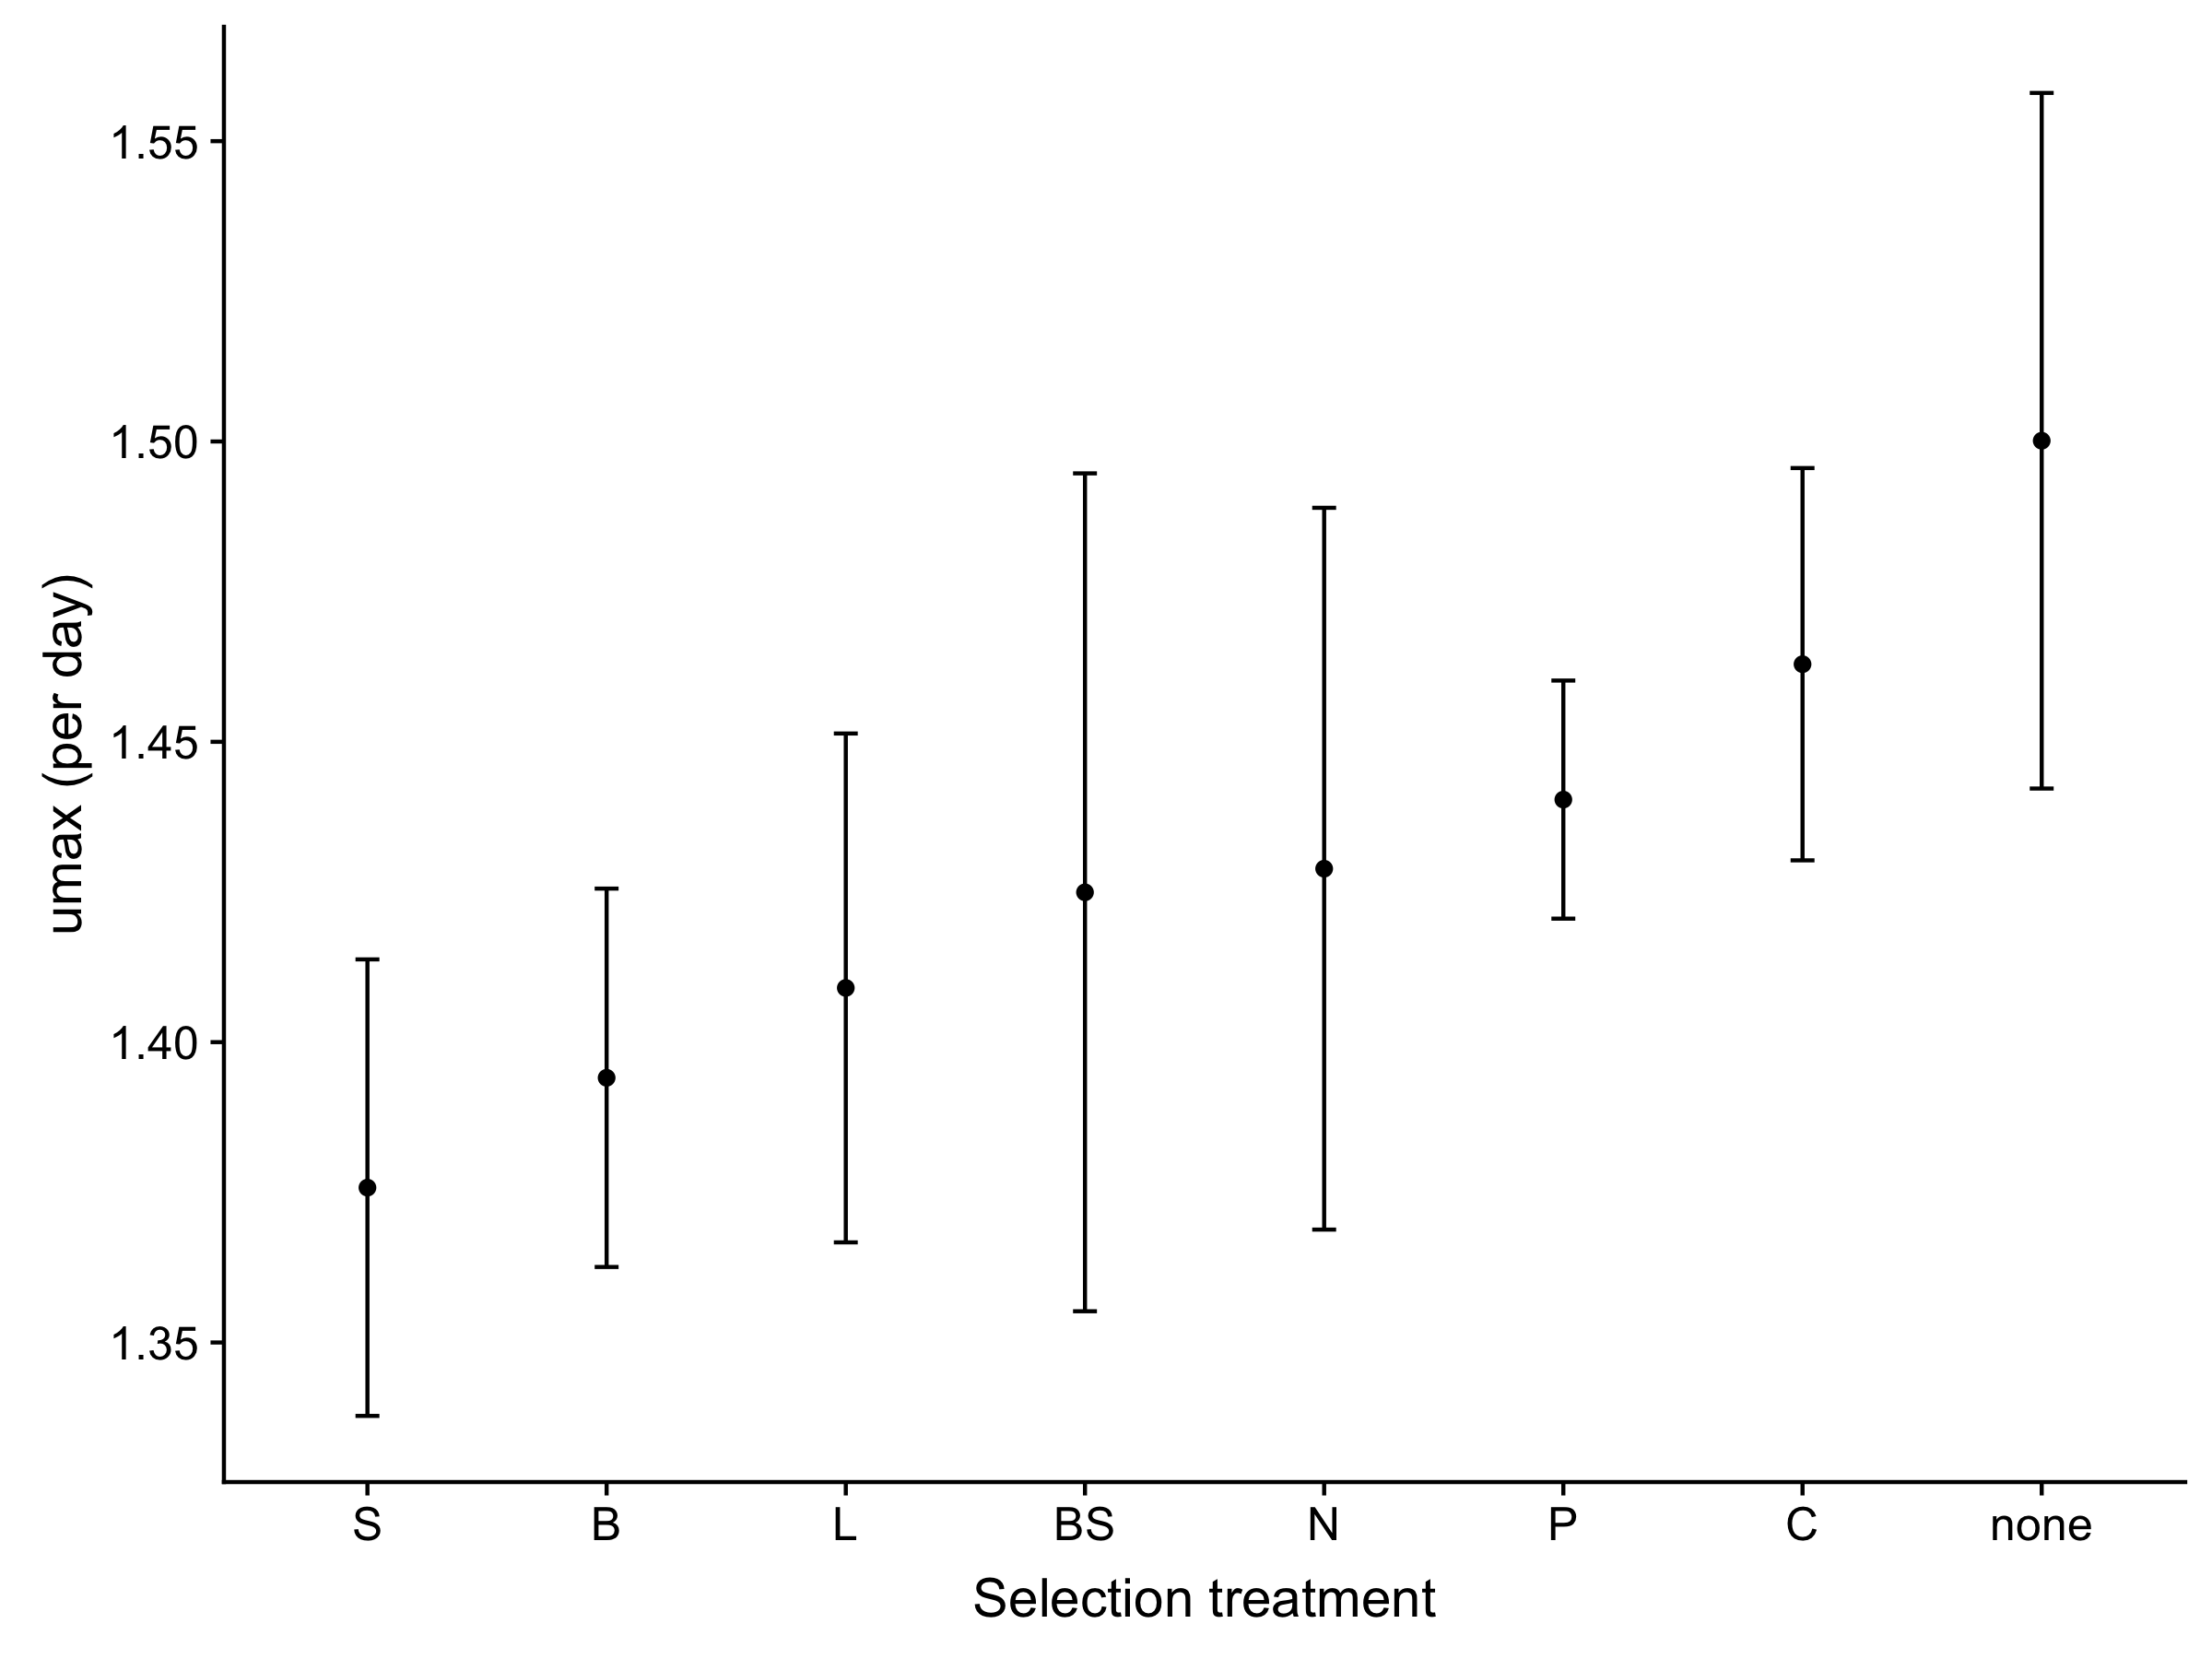 umax (per day)
1.55
1.50
1.45
1.40
1.35
S B L BS N P C none
Selection treatment